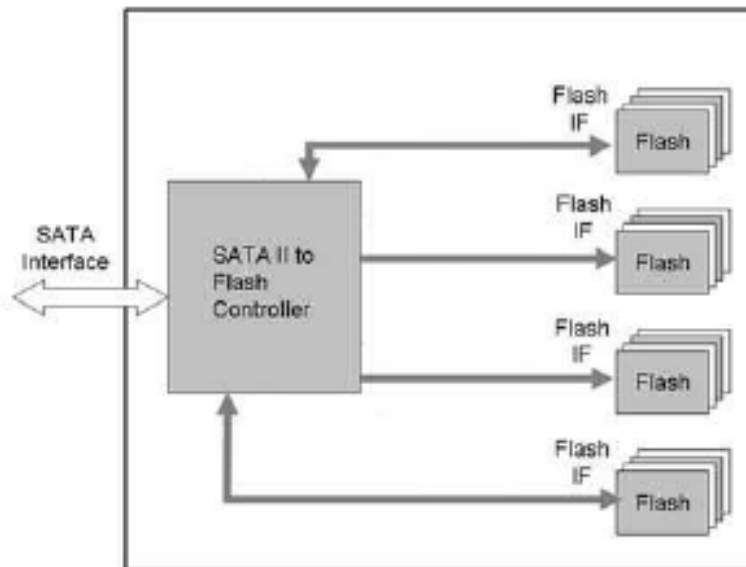 Flash
IF
Flash
Flash
IF
Flash
SATA
Interface
SATA II to
Flash
Controller
Flash
IF
Flash
Flash
IF
Flash